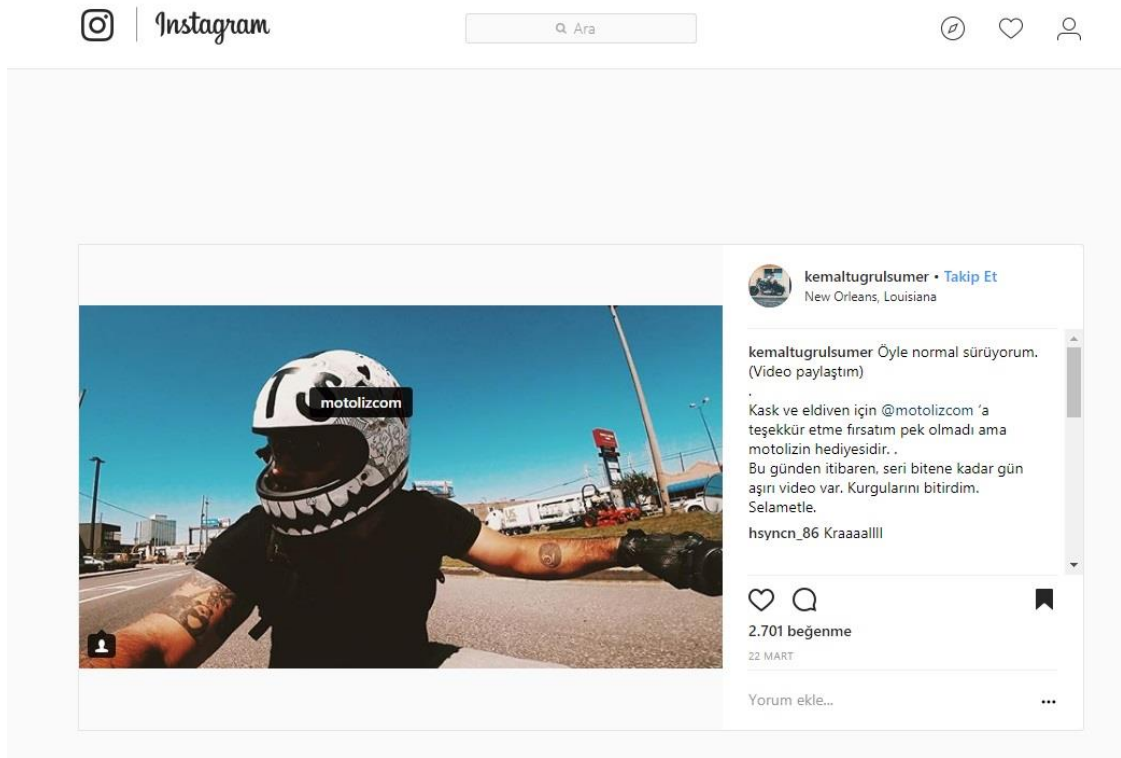 Instagram
Ara
kemaltugrulsumer • Takip Et
New Orleans, Louisiana
kemaltugrulsumer Öyle normal sürüyorum.
(Video paylaştım)
.
Kask ve eldiven için @motolizcom ‘a
teşekkür etme fırsatım pek olmadı ama
motolizin hediyesidir. .
Bu günden itibaren, seri bitene kadar gün
aşırı video var. Kurgularını bitirdim.
Selametle.
hsyncn_86 Kraaaallll
TS
motolizcom
2.701 beğenme
22 MART
Yorum ekle...